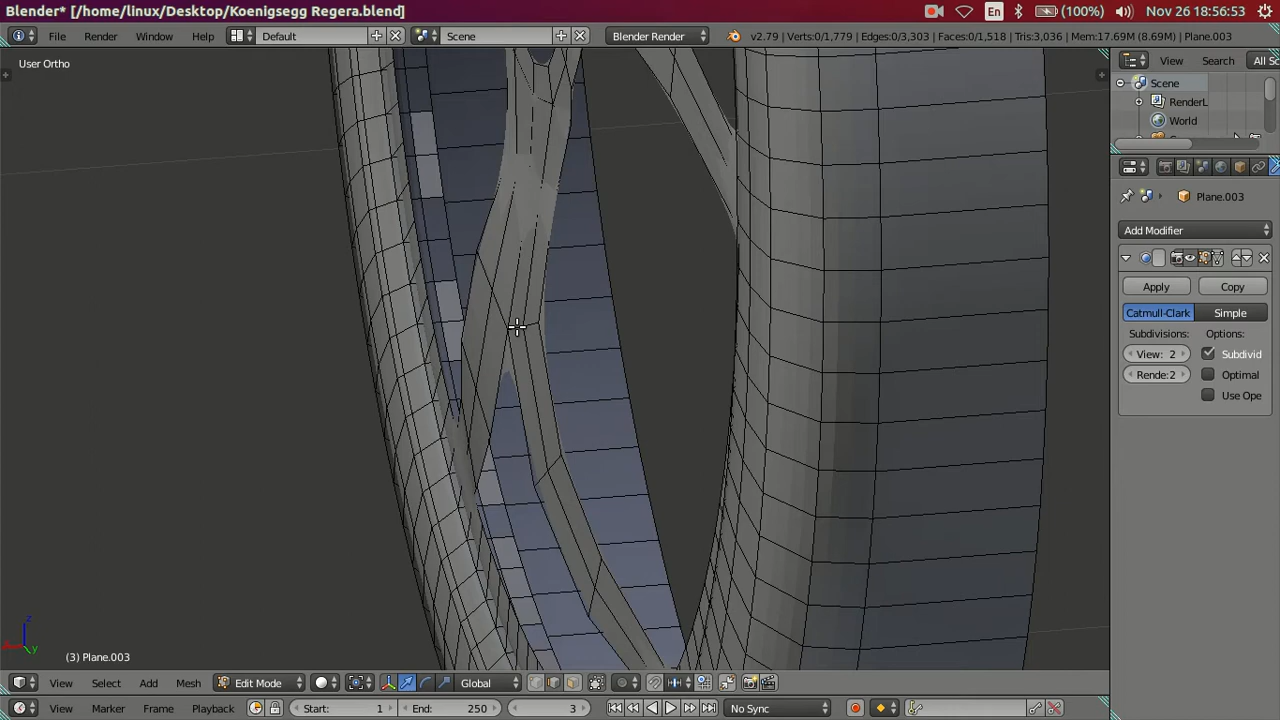 Blender* [/home/linux/Desktop/Koenigsegg Regera.blend]
En (100%) Nov 26 18:56:53
File Render Window Help Default Scene Blender Render v2.79 | Verts:0/1,779 | Edges:0/3,303 | Faces:0/1,518 | Tris:3,036 | Mem:17.69M (8.69M) | Plane.003
User Ortho
View Search All Sc
Scene
RenderL
World
Plane.003
Add Modifier
Apply Copy
Catmull-Clark Simple
Subdivisions: Options:
View: 2 Subdivid
Rende:2 Optimal
Use Ope
z
y
(3) Plane.003
View Select Add Mesh Edit Mode Global
View Marker Frame Playback Start: 1 End: 250 3 No Sync